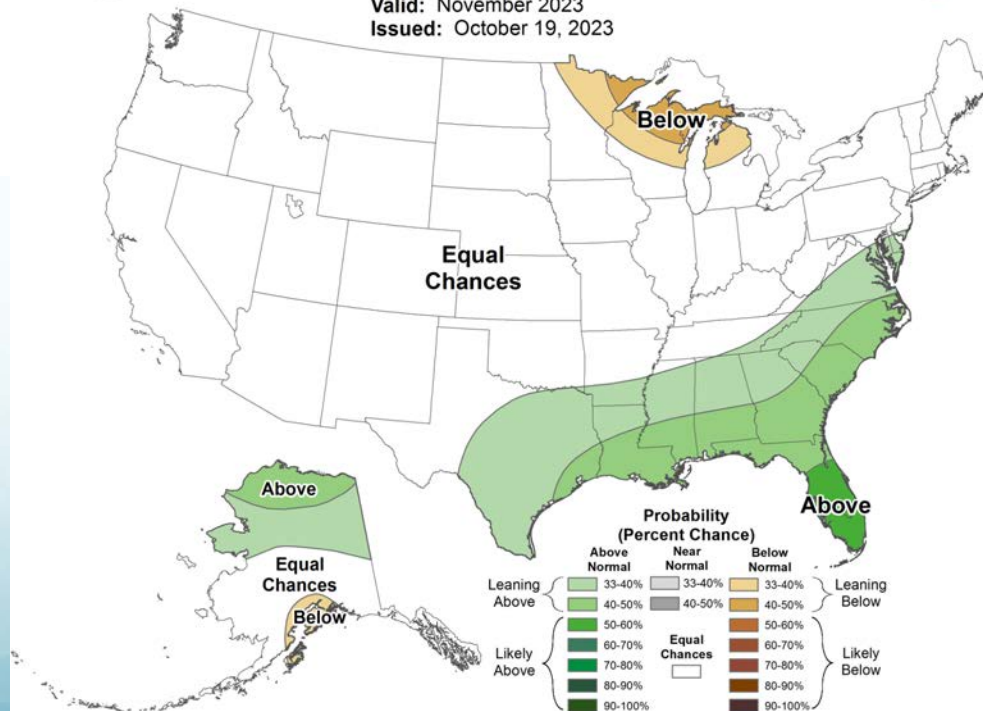 Valid: November 2023
Issued: October 19, 2023
Below
Equal
Chances
Above
Above
Equal
Chances
Below
Probability
(Percent Chance)
Above
Normal
Near
Normal
Below
Normal
Leaning
Above
33-40%
33-40%
33-40%
Leaning
Below
40-50%
40-50%
40-50%
Likely
Above
50-60%
Equal
Chances
50-60%
Likely
Below
60-70%
60-70%
70-80%
70-80%
80-90%
80-90%
90-100%
90-100%